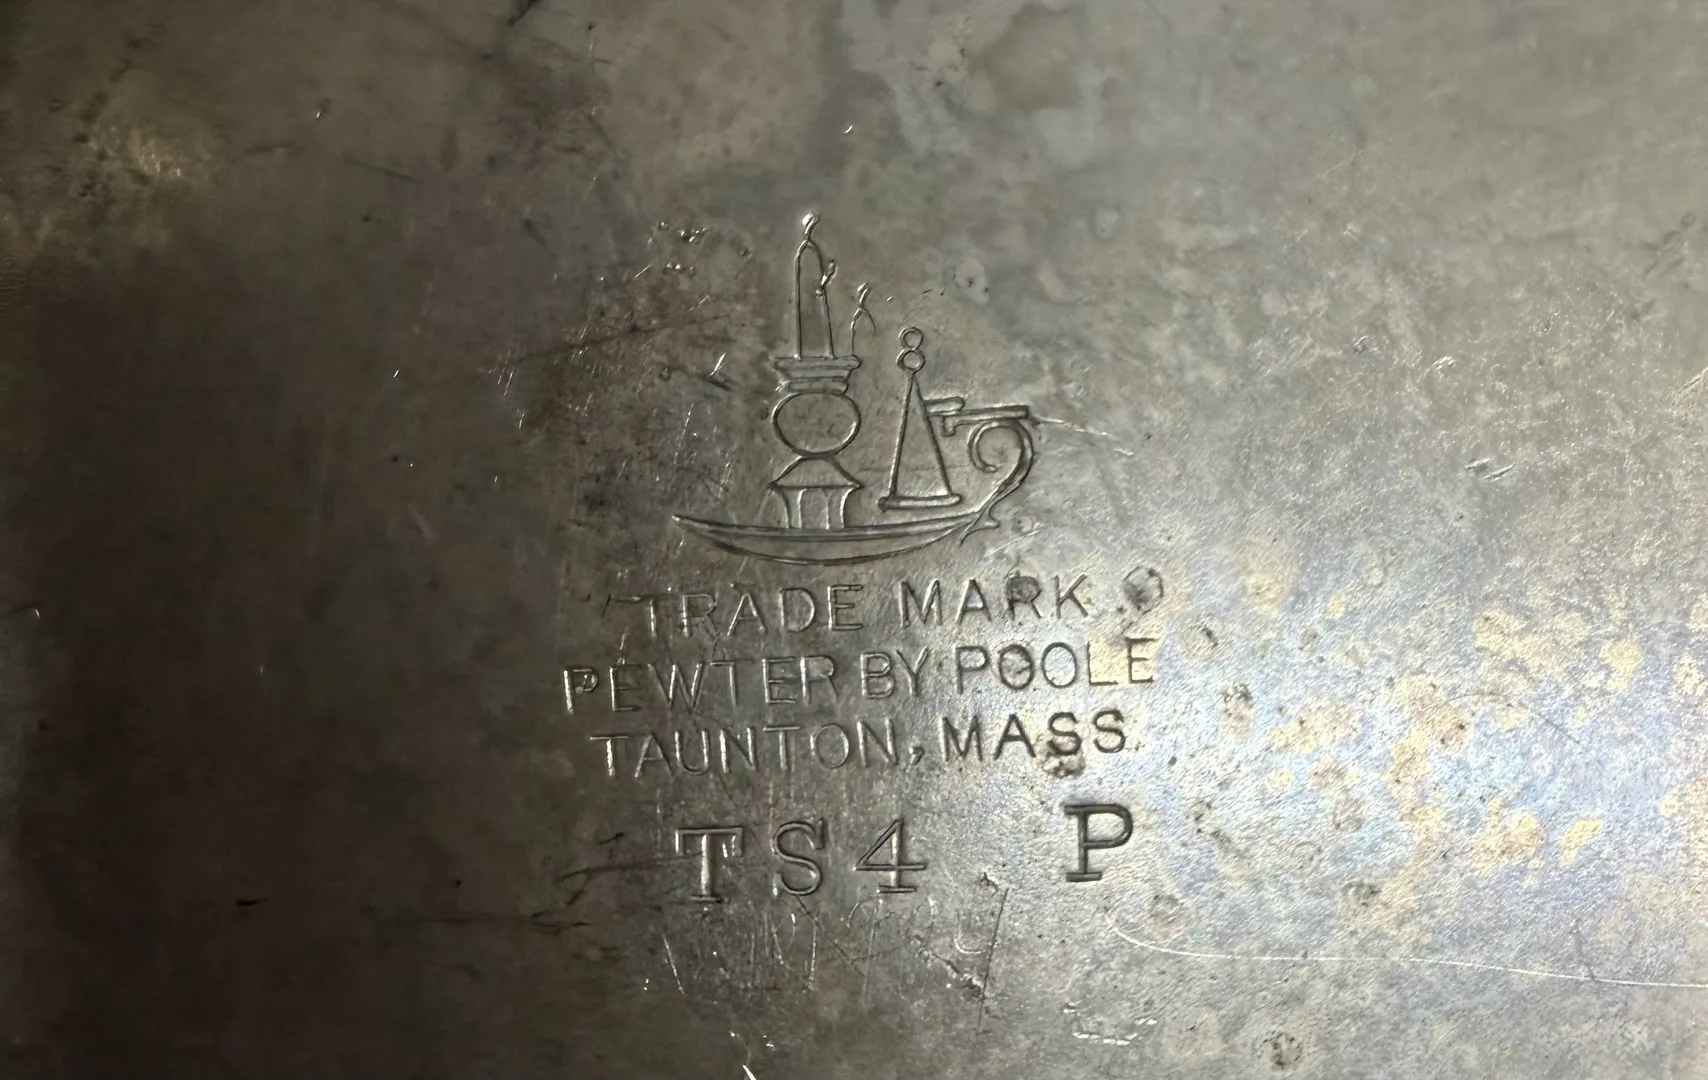 TRADE MARK
PEWTER BY POOLE
TAUNTON, MASS.
TS4 P